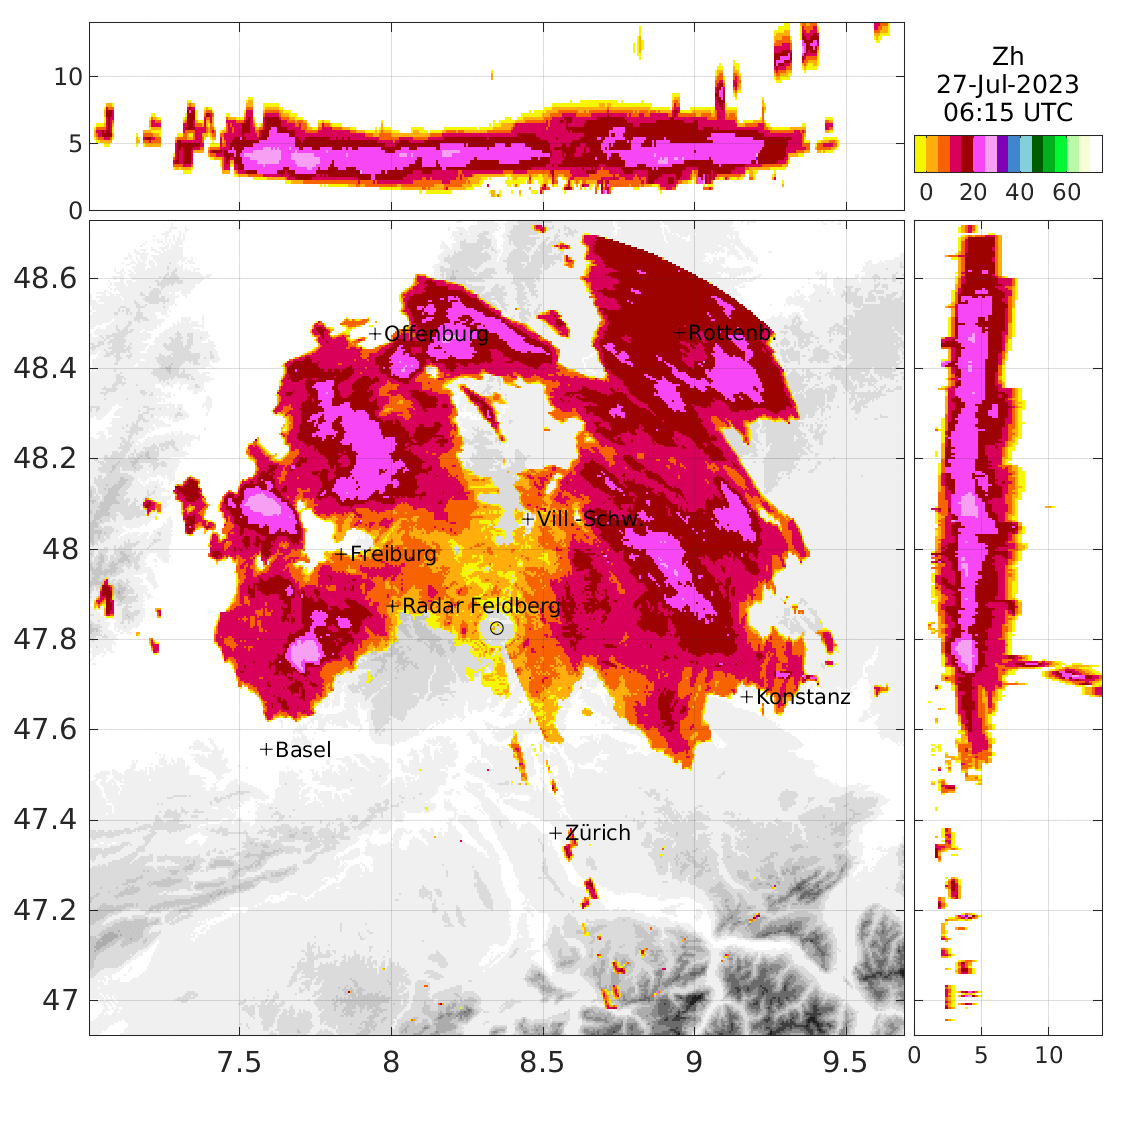 10
5
0
Zh
27-Jul-2023
06:15 UTC
0 20 40 60
48.6
48.4
48.2
48
47.8
47.6
47.4
47.2
47
+Offenburg
+Rottenb.
+Vill.-Schw.
+Freiburg
+Radar Feldberg
+Konstanz
+Basel
+Zürich
7.5 8 8.5 9 9.5
0 5 10